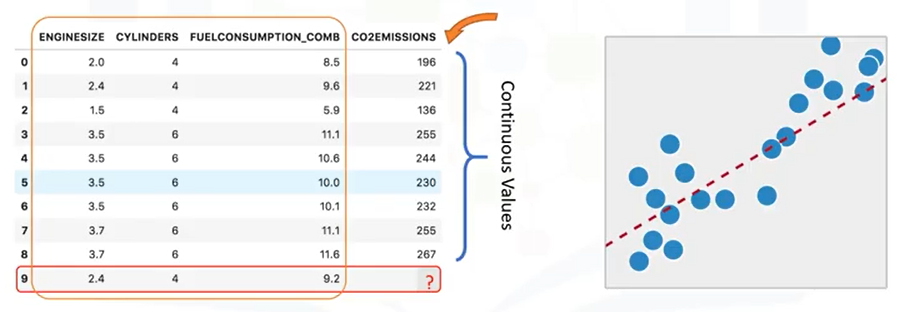 ENGINESIZE CYLINDERS FUELCONSUMPTION_COMB CO2EMISSIONS
0 2.0 4 8.5 196
1 2.4 4 9.6 221
2 1.5 4 5.9 136
3 3.5 6 11.1 255
4 3.5 6 10.6 244
5 3.5 6 10.0 230
6 3.5 6 10.1 232
7 3.7 6 11.1 255
8 3.7 6 11.6 267
9 2.4 4 9.2 ?
Continuous Values